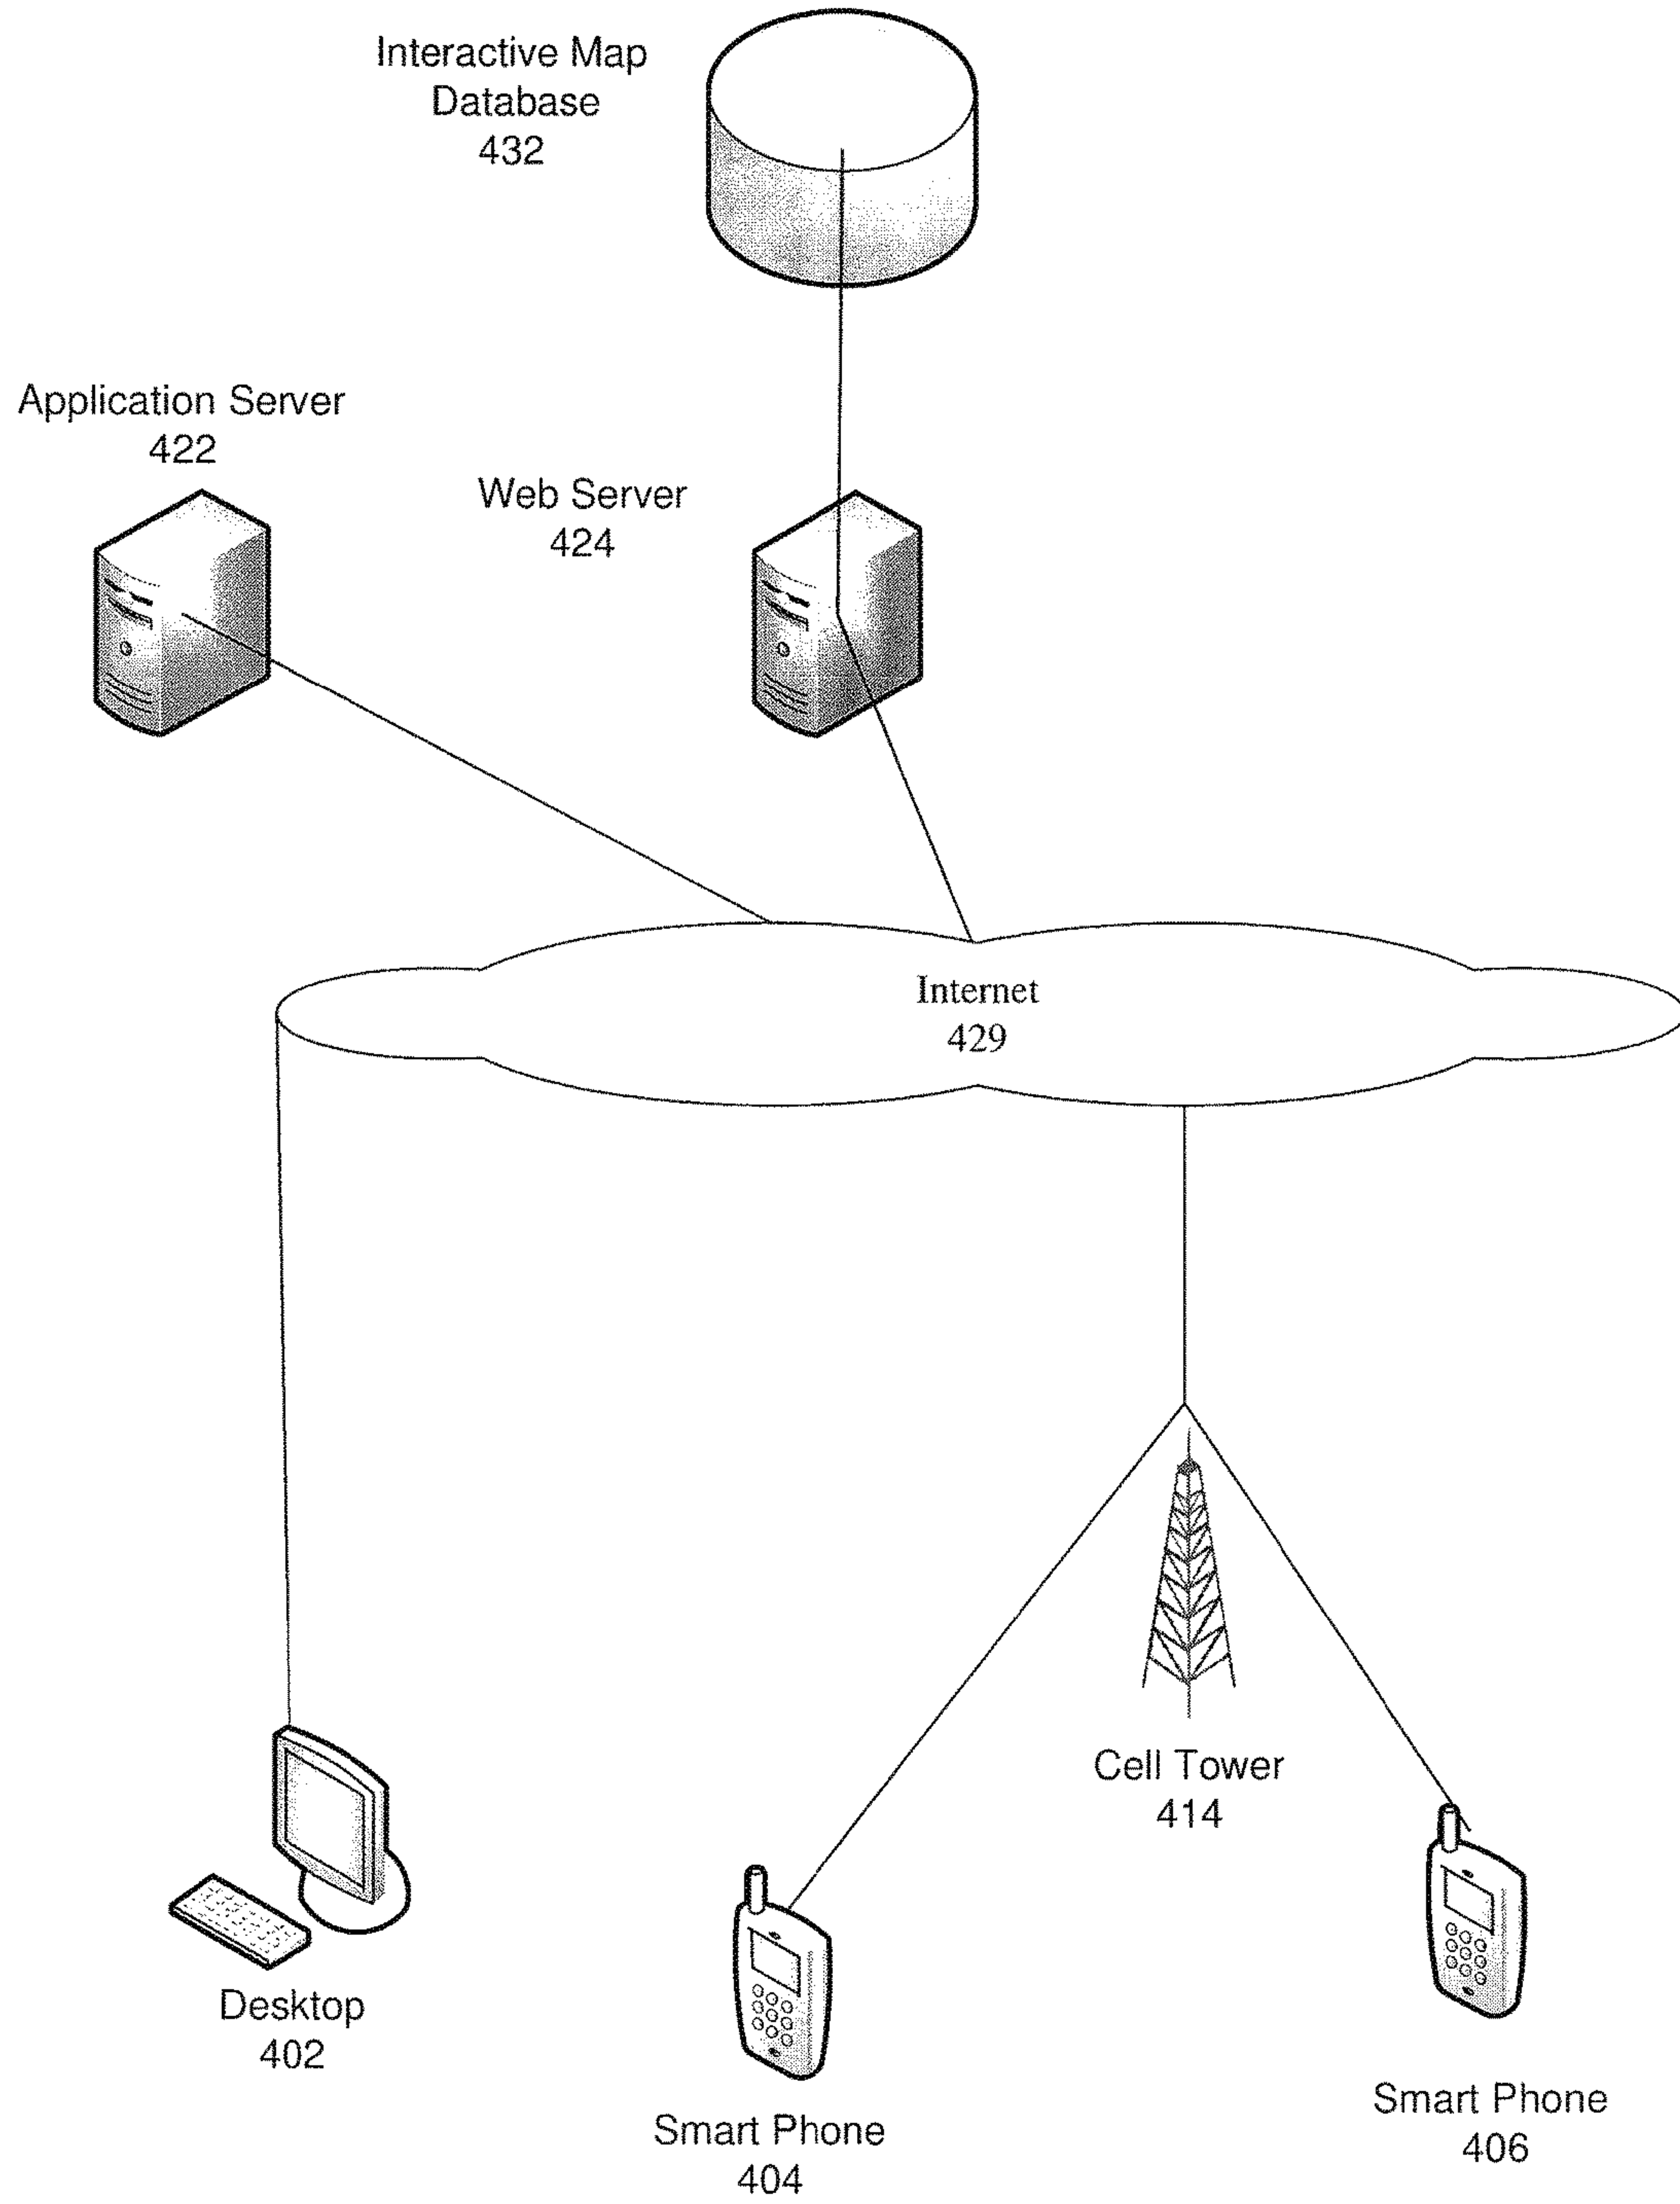 Interactive Map
Database
432
Application Server
422
Web Server
424
Internet
429
Cell Tower
414
Desktop
402
Smart Phone
404
Smart Phone
406